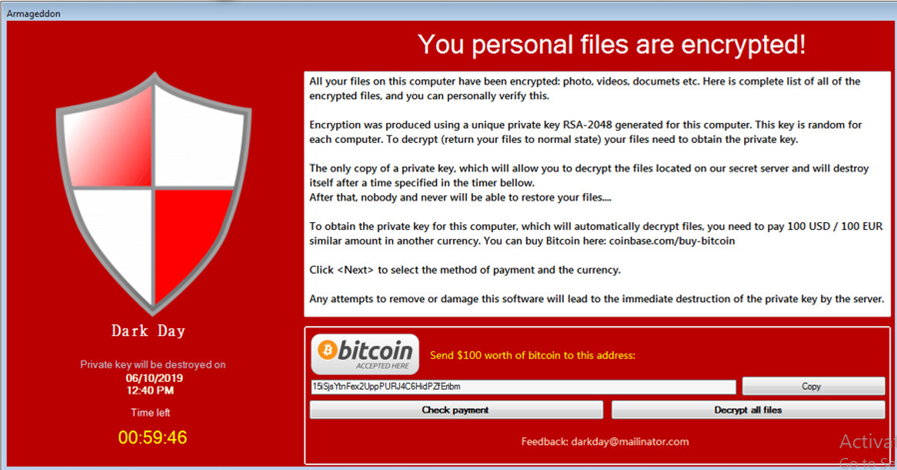 Armageddon
You personal files are encrypted!
All your files on this computer have been encrypted: photo, videos, documets etc. Here is complete list of all of the
encrypted files, and you can personally verify this.
Encryption was produced using a unique private key RSA-2048 generated for this computer. This key is random for
each computer. To decrypt (return your files to normal state) your files need to obtain the private key.
The only copy of a private key, which will allow you to decrypt the files located on our secret server and will destroy
itself after a time specified in the timer bellow.
After that, nobody and never will be able to restore your files....
To obtain the private key for this computer, which will automatically decrypt files, you need to pay 100 USD / 100 EUR
similar amount in another currency. You can buy Bitcoin here: coinbase.com/buy-bitcoin
Click <Next> to select the method of payment and the currency.
Any attempts to remove or damage this software will lead to the immediate destruction of the private key by the server.
Dark Day
Private key will be destroyed on
06/10/2019
12:40 PM
Time left
00:59:46
bitcoin
ACCEPTED HERE
Send $100 worth of bitcoin to this address:
Copy
Check payment
Decrypt all files
Feedback: darkday@mailinator.com
Activa